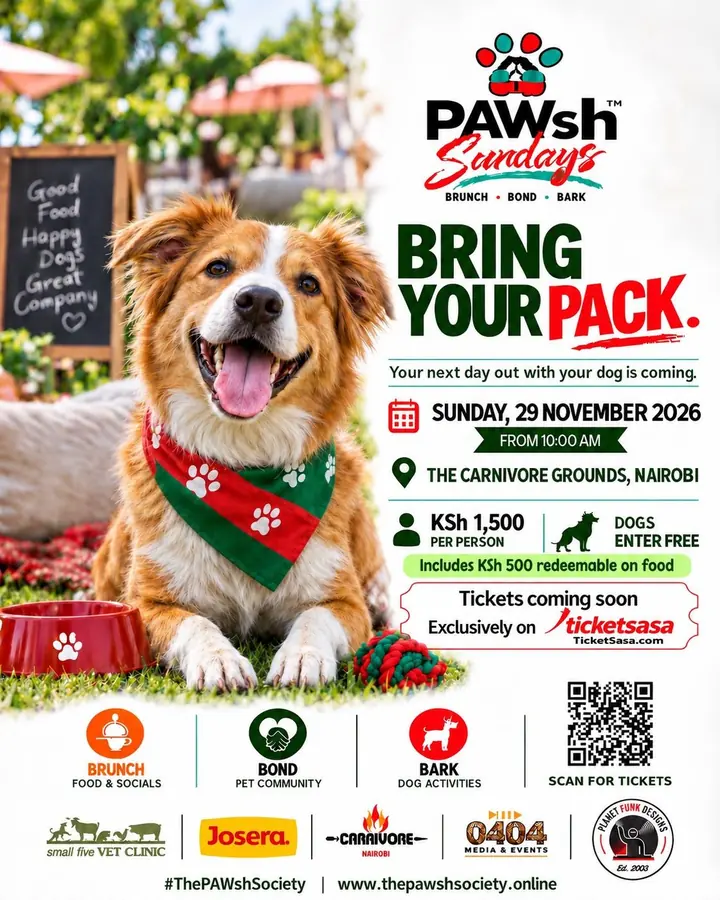 Good
Food
Happy
Dogs
Great
Company
PAWsh™
Sundays
BRUNCH • BOND • BARK
BRING
YOUR PACK.
Your next day out with your dog is coming.
SUNDAY, 29 NOVEMBER 2026
FROM 10:00 AM
THE CARNIVORE GROUNDS, NAIROBI
KSh 1,500
PER PERSON
DOGS
ENTER FREE
Includes KSh 500 redeemable on food
Tickets coming soon
Exclusively on ticketsasa
TicketSasa.com
BRUNCH
FOOD & SOCIALS
BOND
PET COMMUNITY
BARK
DOG ACTIVITIES
SCAN FOR TICKETS
small five VET CLINIC
Josera.
CARNIVORE
NAIROBI
0404
MEDIA & EVENTS
PLANET FUNK DESIGNS
Est. 2003
#ThePAWshSociety | www.thepawshsociety.online